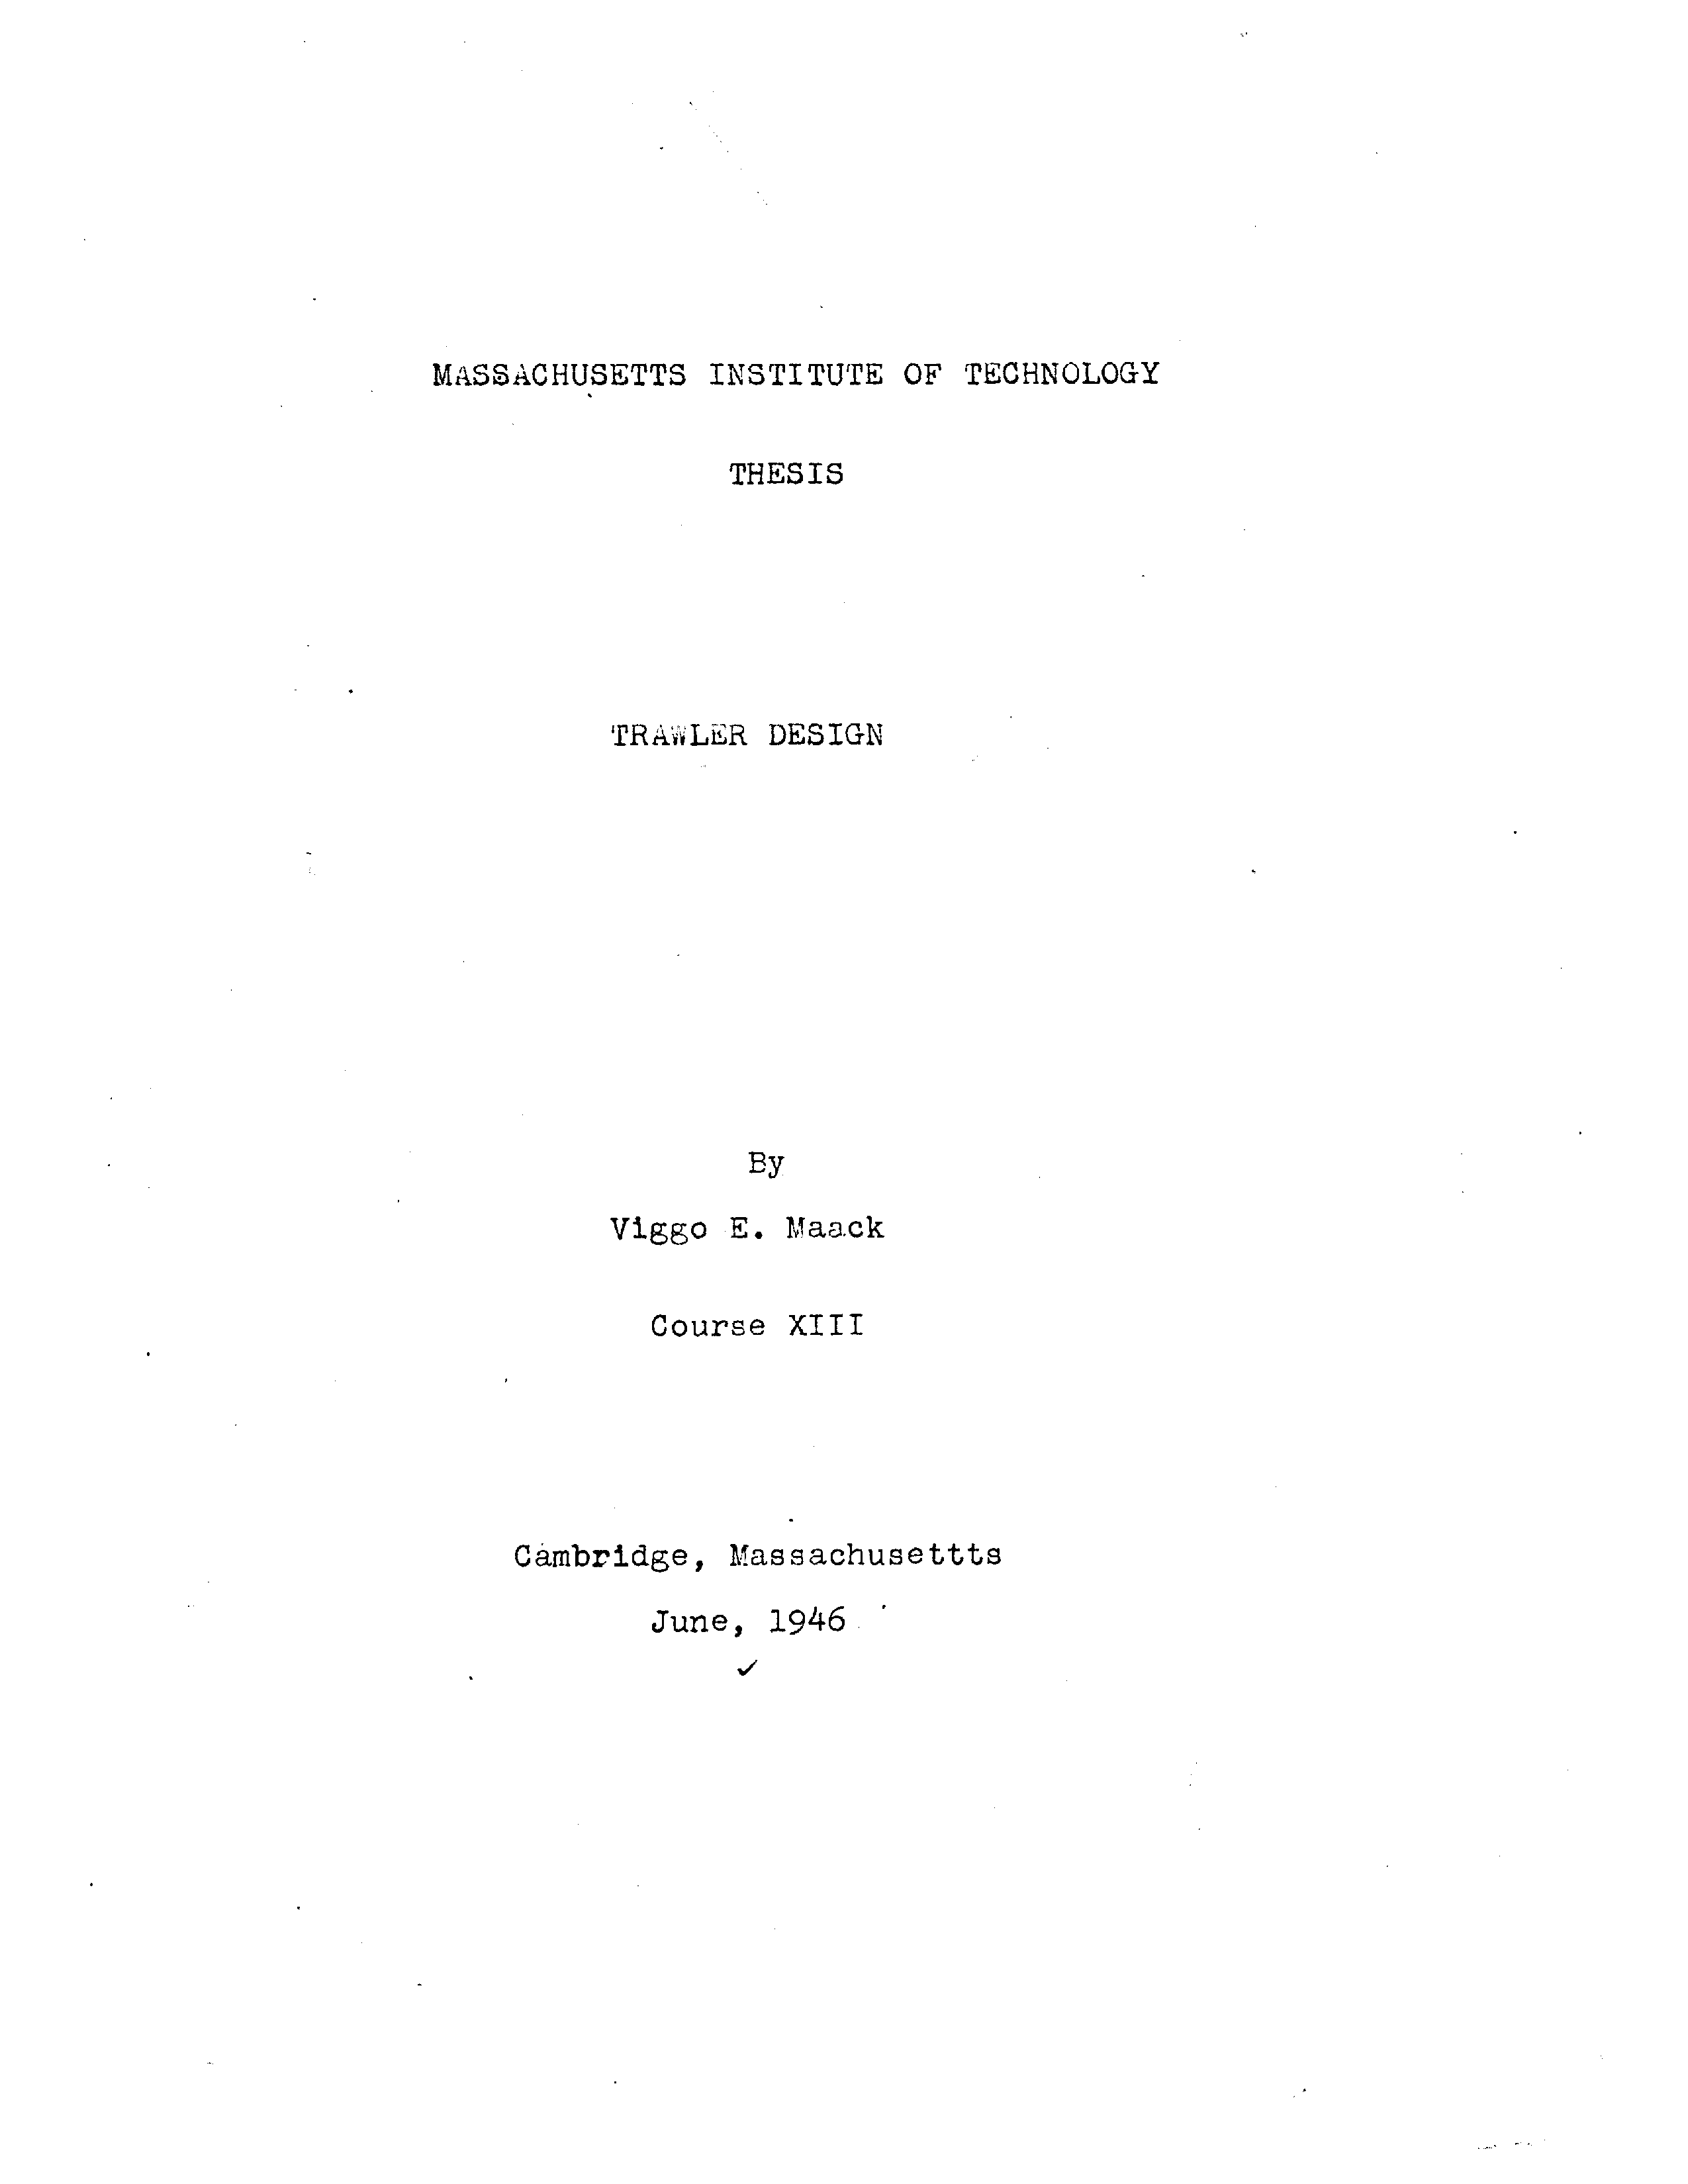 MASSACHUSETTS INSTITUTE OF TECHNOLOGY
THESIS
TRAWLER DESIGN
By
Viggo E. Maack
Course XIII
Cambridge, Massachusettts
June, 1946